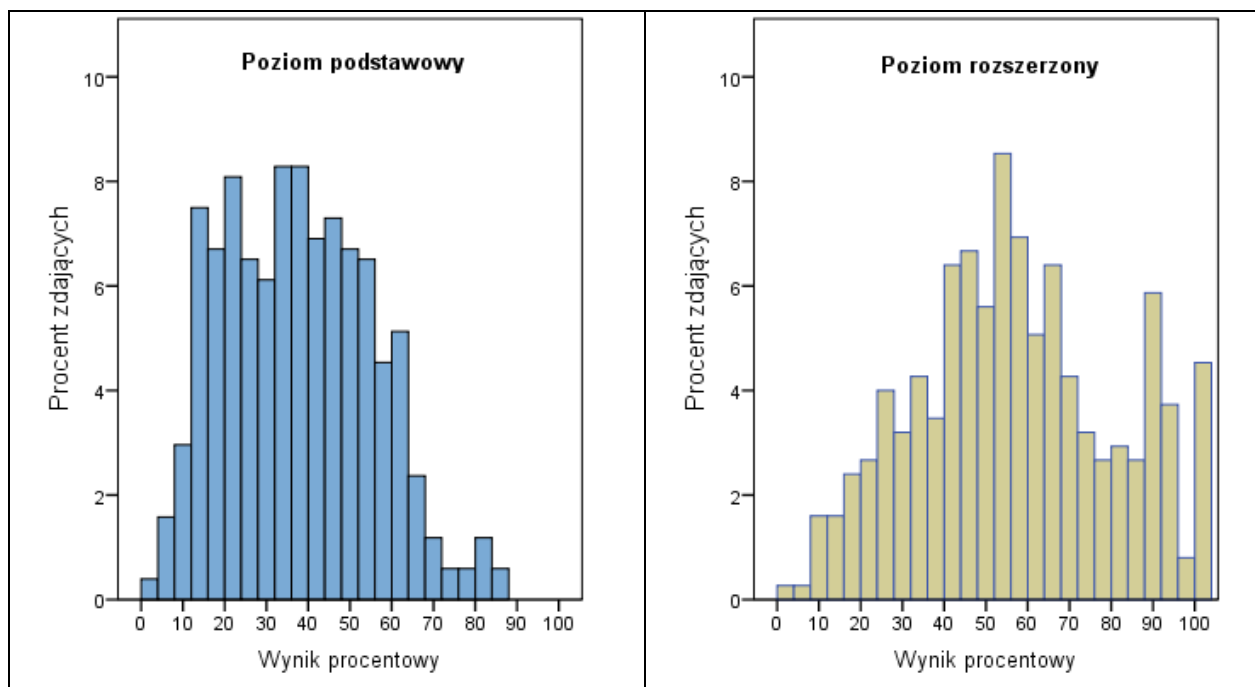 Poziom podstawowy
Procent zdających
10
8
6
4
2
0
0 10 20 30 40 50 60 70 80 90 100
Wynik procentowy
Poziom rozszerzony
Procent zdających
10
8
6
4
2
0
0 10 20 30 40 50 60 70 80 90 100
Wynik procentowy